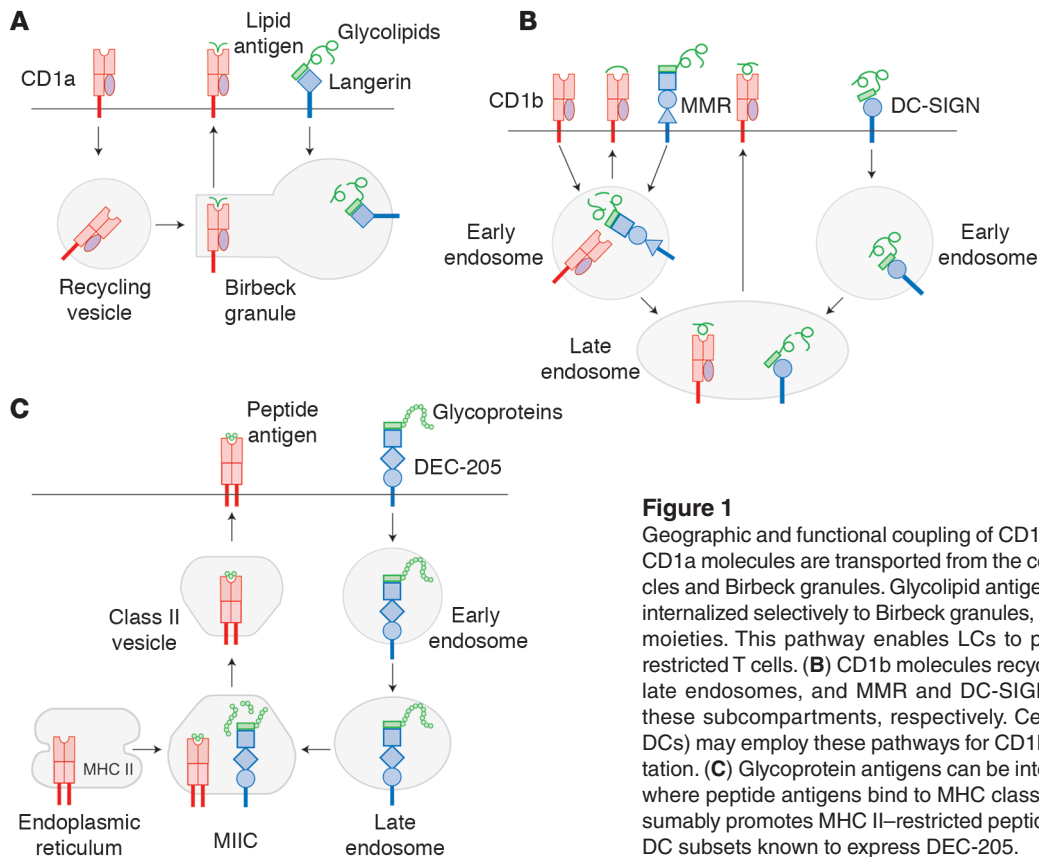 A
Lipid
antigen
Glycolipids
CD1a
Langerin
Recycling
vesicle
Birbeck
granule
B
CD1b
MMR
DC-SIGN
Early
endosome
Early
endosome
Late
endosome
C
Peptide
antigen
Glycoproteins
DEC-205
Class II
vesicle
Early
endosome
MHC II
Endoplasmic
reticulum
MIIC
Late
endosome
Figure 1
Geographic and functional coupling of CD1
CD1a molecules are transported from the ce
cles and Birbeck granules. Glycolipid antige
internalized selectively to Birbeck granules,
moieties. This pathway enables LCs to p
restricted T cells. (B) CD1b molecules recyc
late endosomes, and MMR and DC-SIG
these subcompartments, respectively. Ce
DCs) may employ these pathways for CD1
tation. (C) Glycoprotein antigens can be inte
where peptide antigens bind to MHC class
sumably promotes MHC II–restricted peptic
DC subsets known to express DEC-205.